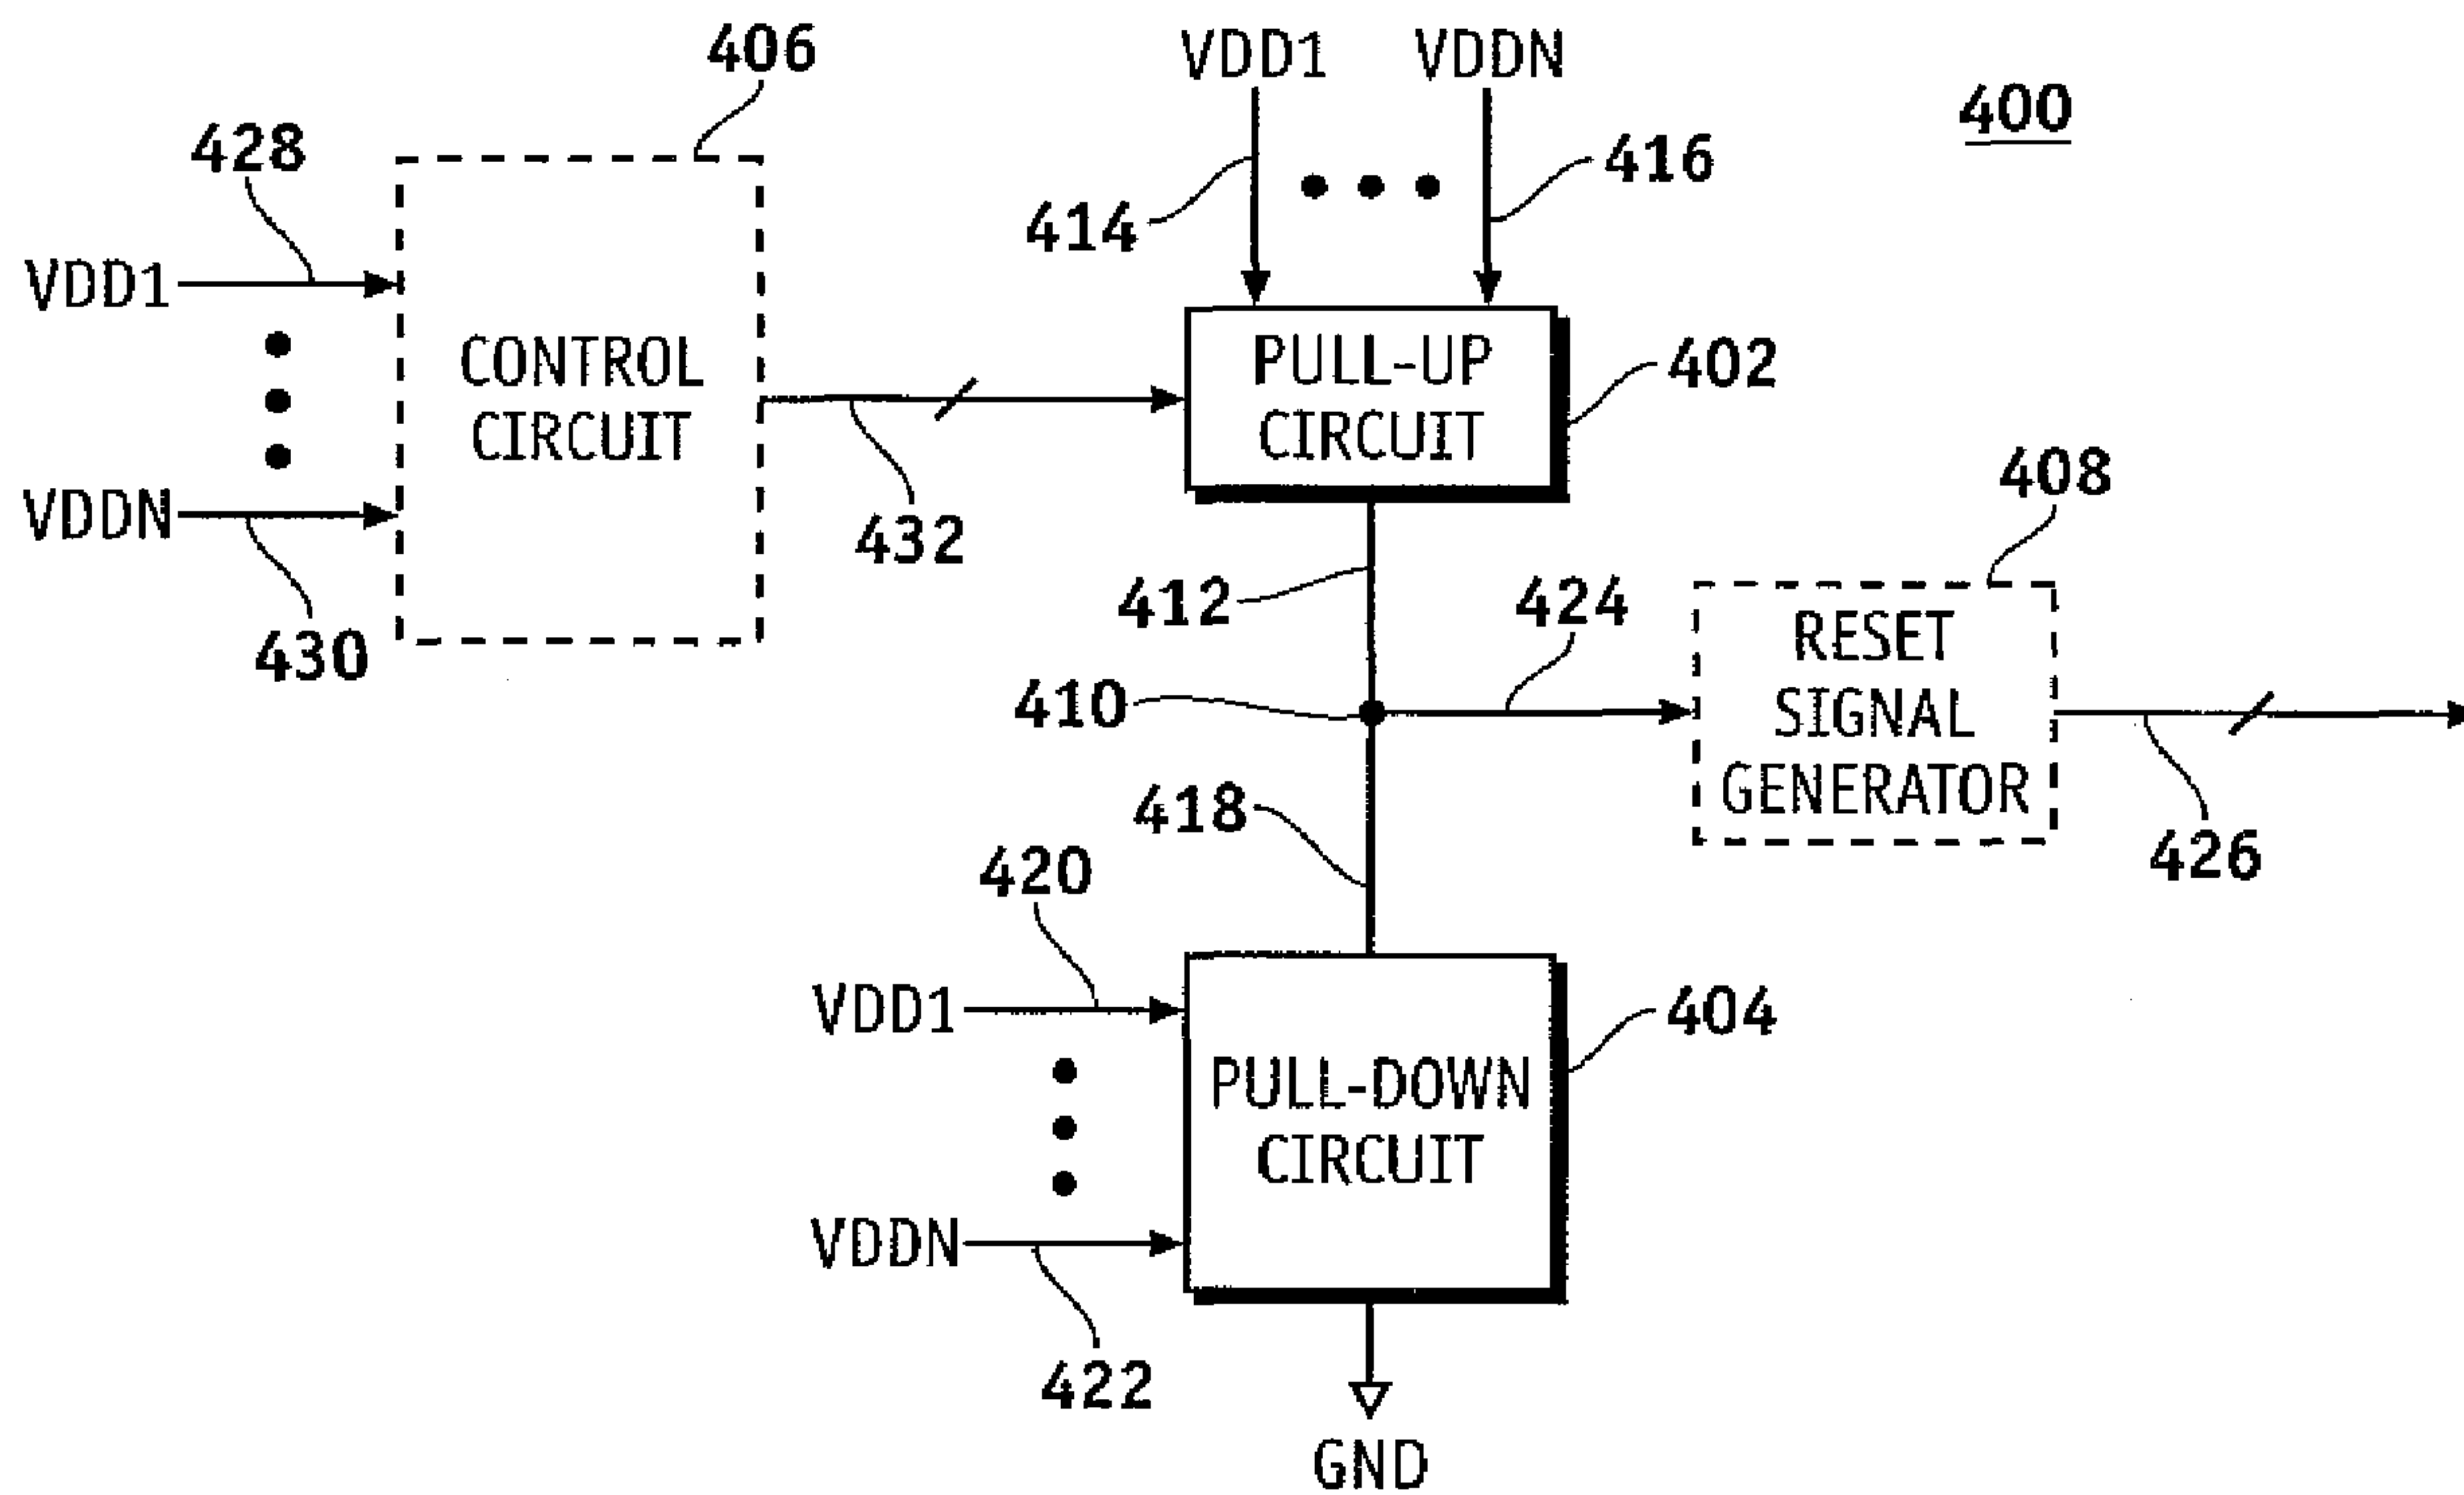 406
VDD1 VDDN
400
428
416
414
VDD1
CONTROL
CIRCUIT
PULL-UP
CIRCUIT
402
408
VDDN
432
412
424
430
RESET
SIGNAL
GENERATOR
410
418
420
426
VDD1
404
PULL-DOWN
CIRCUIT
VDDN
422
GND